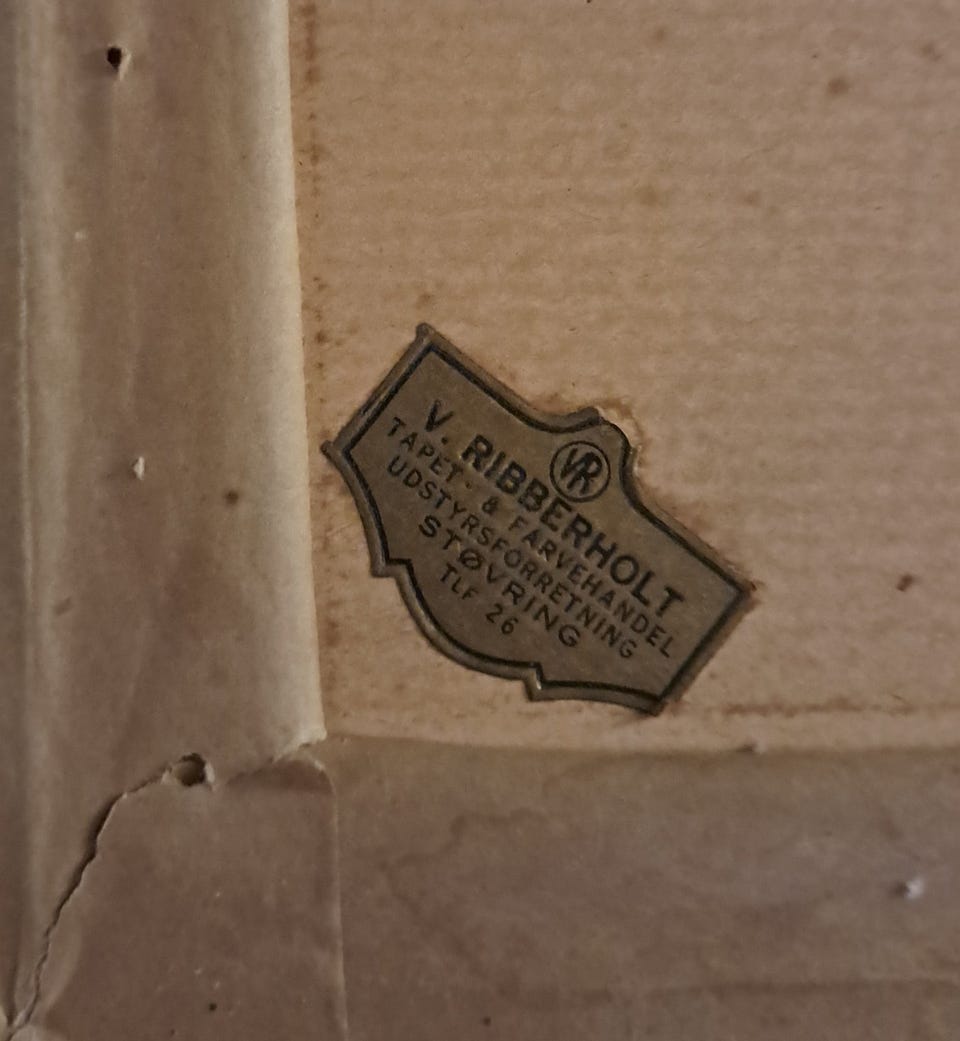 VR
V. RIBBERHOLT
TAPET- & FARVEHANDEL
UDSTYRSFORRETNING
STØVRING
TLF 26